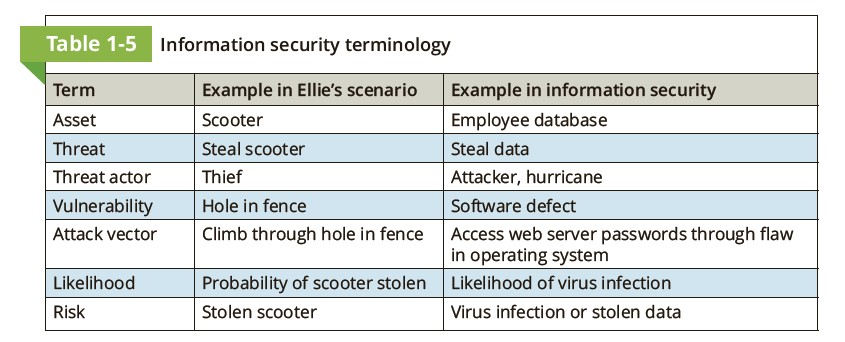 Table 1-5 Information security terminology
Term Example in Ellie’s scenario Example in information security
Asset Scooter Employee database
Threat Steal scooter Steal data
Threat actor Thief Attacker, hurricane
Vulnerability Hole in fence Software defect
Attack vector Climb through hole in fence Access web server passwords through flaw
in operating system
Likelihood Probability of scooter stolen Likelihood of virus infection
Risk Stolen scooter Virus infection or stolen data